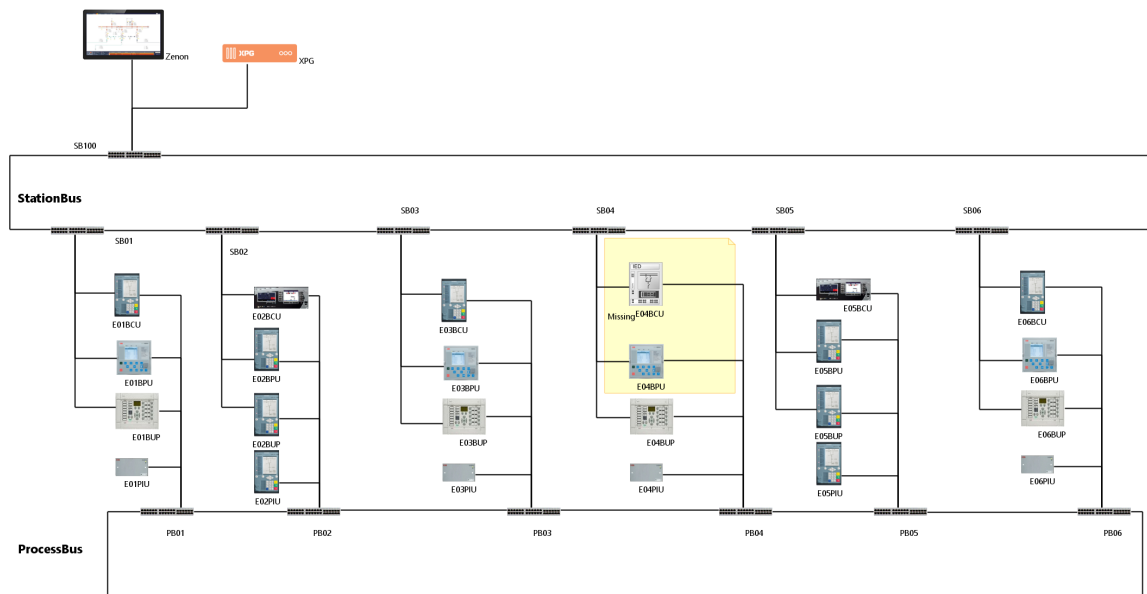 Zenon
XPG
XPG
SB100
StationBus
SB01
SB02
SB03
SB04
SB05
SB06
E01BCU
E02BCU
E03BCU
IED
Missing
E04BCU
E05BCU
E06BCU
E01BPU
E02BPU
E03BPU
E04BPU
E05BPU
E06BPU
E01BUP
E02BUP
E03BUP
E04BUP
E05BUP
E06BUP
E01PIU
E02PIU
E03PIU
E04PIU
E05PIU
E06PIU
PB01
PB02
PB03
PB04
PB05
PB06
ProcessBus